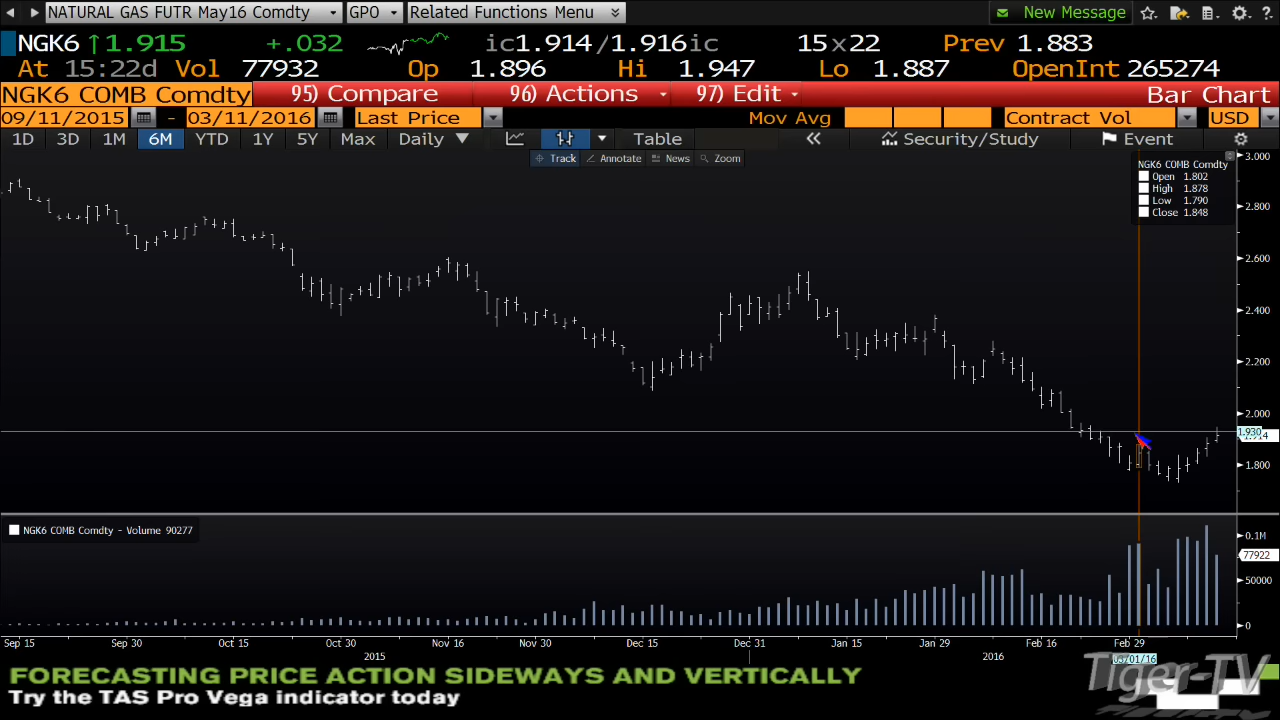 NATURAL GAS FUTR May16 Comdty GPO Related Functions Menu New Message
NGK6 ↑1.915 +.032 ic1.914/1.916ic 15x22 Prev 1.883
At 15:22d Vol 77932 Op 1.896 Hi 1.947 Lo 1.887 OpenInt 265274
NGK6 COMB Comdty 95) Compare 96) Actions 97) Edit Bar Chart
09/11/2015 - 03/11/2016 Last Price Mov Avg Contract Vol USD
1D 3D 1M 6M YTD 1Y 5Y Max Daily Table Security/Study Event
Track Annotate News Zoom
3.000
NGK6 COMB Comdty
Open 1.802
High 1.878
Low 1.790
Close 1.848
2.800
2.600
2.400
2.200
2.000
1.930
1.914
1.800
NGK6 COMB Comdty - Volume 90277
0.1M
77922
50000
0
Sep 15 Sep 30 Oct 15 Oct 30 Nov 16 Nov 30 Dec 15 Dec 31 Jan 15 Jan 29 Feb 16 Feb 29
2015 2016 03/01/16
FORECASTING PRICE ACTION SIDEWAYS AND VERTICALLY
Try the TAS Pro Vega indicator today
Tiger-TV